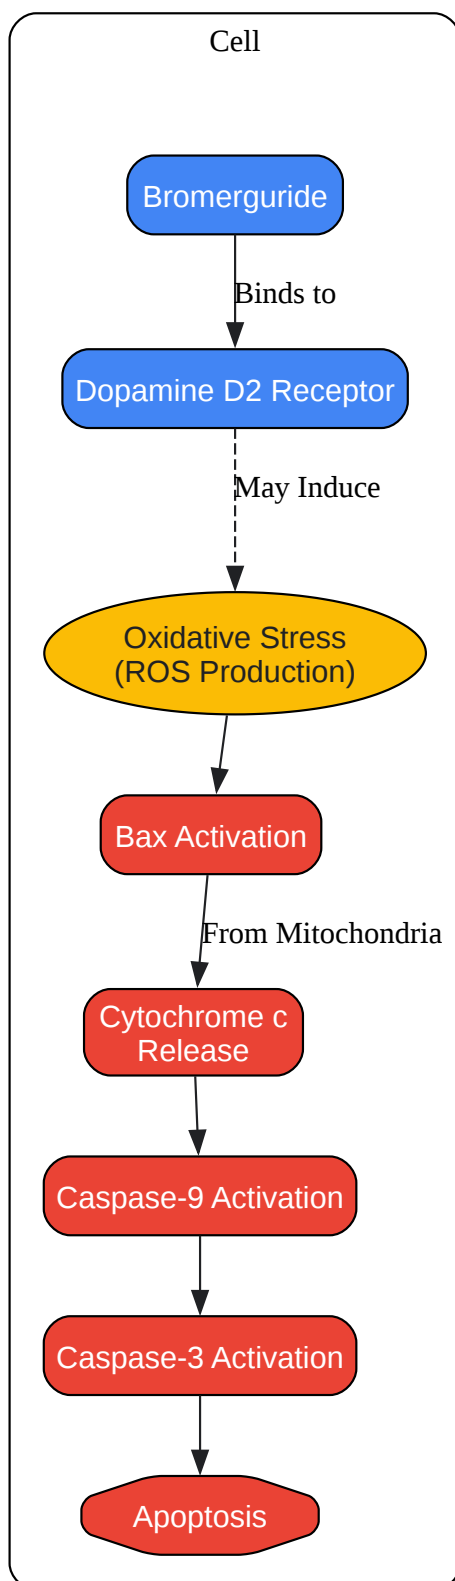 Cell
Bromerguride
Binds to
Dopamine D2 Receptor
May Induce
Oxidative Stress
(ROS Production)
Bax Activation
From Mitochondria
Cytochrome c
Release
Caspase-9 Activation
Caspase-3 Activation
Apoptosis